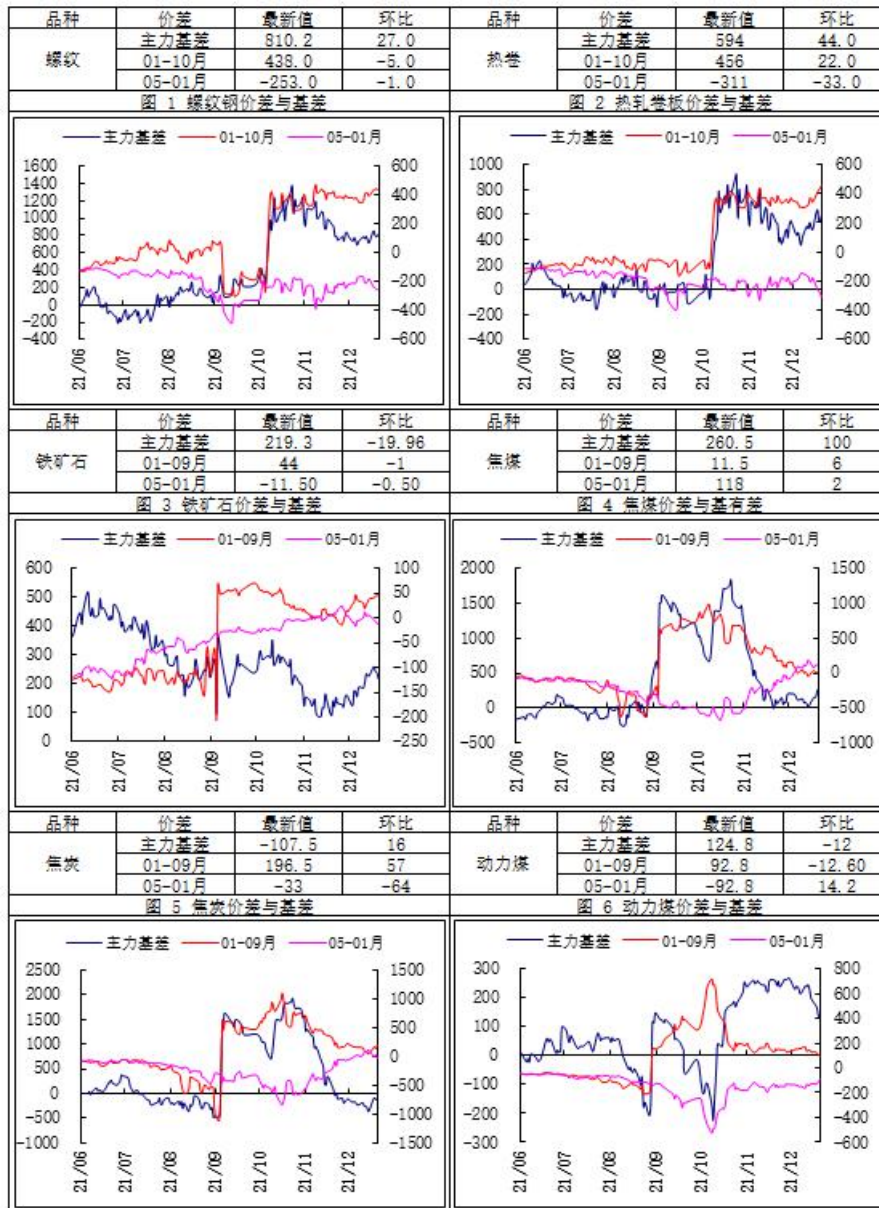 品种 价差 最新值 环比
螺纹 主力基差 810.2 27.0
01-10月 438.0 -5.0
05-01月 -253.0 -1.0
图 1 螺纹钢价差与基差
主力基差 01-10月 05-01月
1600 1400 1200 1000 800 600 400 200 0 -200 -400
600 400 200 0 -200 -400 -600
21/06 21/07 21/08 21/09 21/10 21/11 21/12
品种 价差 最新值 环比
热卷 主力基差 594 44.0
01-10月 456 22.0
05-01月 -311 -33.0
图 2 热轧卷板价差与基差
主力基差 01-10月 05-01月
1000 800 600 400 200 0 -200 -400
600 400 200 0 -200 -400 -600
21/06 21/07 21/08 21/09 21/10 21/11 21/12
品种 价差 最新值 环比
铁矿石 主力基差 219.3 -19.96
01-09月 44 -1
05-01月 -11.50 -0.50
图 3 铁矿石价差与基差
主力基差 01-09月 05-01月
600 500 400 300 200 100 0
100 50 0 -50 -100 -150 -200 -250
21/06 21/07 21/08 21/09 21/10 21/11 21/12
品种 价差 最新值 环比
焦煤 主力基差 260.5 100
01-09月 11.5 6
05-01月 118 2
图 4 焦煤价差与基有差
主力基差 01-09月 05-01月
2000 1500 1000 500 0 -500
1500 1000 500 0 -500 -1000
21/06 21/07 21/08 21/09 21/10 21/11 21/12
品种 价差 最新值 环比
焦炭 主力基差 -107.5 16
01-09月 196.5 57
05-01月 -33 -64
图 5 焦炭价差与基差
主力基差 01-09月 05-01月
2500 2000 1500 1000 500 0 -500 -1000
1500 1000 500 0 -500 -1000 -1500
21/06 21/07 21/08 21/09 21/10 21/11 21/12
品种 价差 最新值 环比
动力煤 主力基差 124.8 -12
01-09月 92.8 -12.60
05-01月 -92.8 14.2
图 6 动力煤价差与基差
主力基差 01-09月 05-01月
300 200 100 0 -100 -200 -300
800 600 400 200 0 -200 -400 -600
21/06 21/07 21/08 21/09 21/10 21/11 21/12